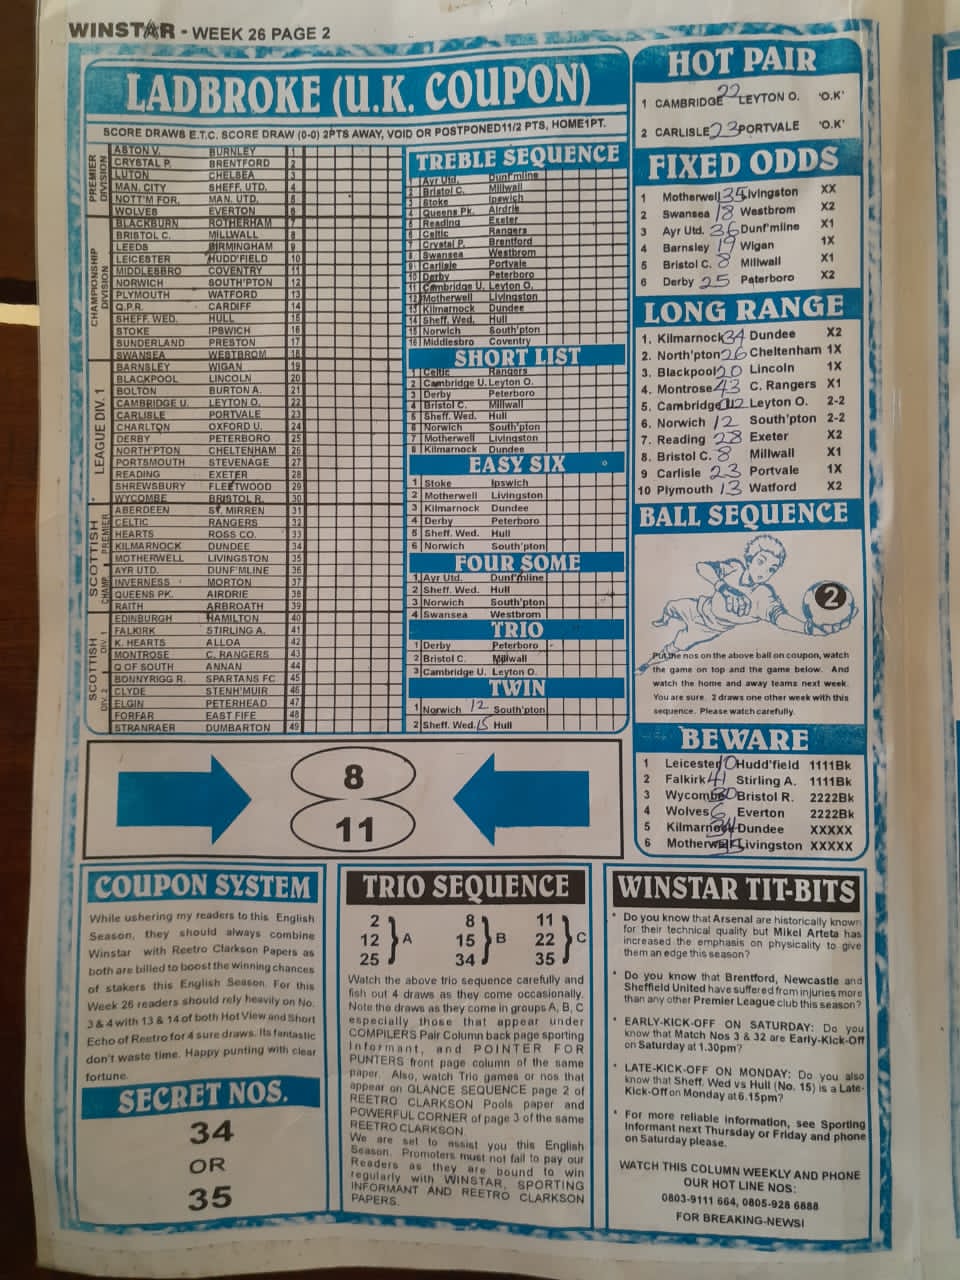 WINSTAR - WEEK 26 PAGE 2
LADBROKE (U.K. COUPON)
SCORE DRAWS E.T.C. SCORE DRAW (0-0) 2PTS AWAY, VOID OR POSTPONED 11/2 PTS, HOME1PT.
PREMIER DIVISION
ASTON V. BURNLEY 1
CRYSTAL P. BRENTFORD 2
LUTON CHELSEA 3
MAN. CITY SHEFF. UTD. 4
NOTT'M FOR. MAN. UTD. 5
WOLVES EVERTON 6
CHAMPIONSHIP DIVISION
BLACKBURN ROTHERHAM 7
BRISTOL C. MILLWALL 8
LEEDS BIRMINGHAM 9
LEICESTER HUDD'FIELD 10
MIDDLESBRO COVENTRY 11
NORWICH SOUTH'PTON 12
PLYMOUTH WATFORD 13
Q.P.R. CARDIFF 14
SHEFF. WED. HULL 15
STOKE IPSWICH 16
SUNDERLAND PRESTON 17
SWANSEA WESTBROM 18
LEAGUE DIV. 1
BARNSLEY WIGAN 19
BLACKPOOL LINCOLN 20
BOLTON BURTON A. 21
CAMBRIDGE U. LEYTON O. 22
CARLISLE PORTVALE 23
CHARLTON OXFORD U. 24
DERBY PETERBORO 25
NORTH'PTON CHELTENHAM 26
PORTSMOUTH STEVENAGE 27
READING EXETER 28
SHREWSBURY FLEETWOOD 29
WYCOMBE BRISTOL R. 30
SCOTTISH PREMIER
ABERDEEN ST. MIRREN 31
CELTIC RANGERS 32
HEARTS ROSS CO. 33
KILMARNOCK DUNDEE 34
MOTHERWELL LIVINGSTON 35
CHAMP.
AYR UTD. DUNF'MLINE 36
INVERNESS MORTON 37
QUEENS PK. AIRDRIE 38
RAITH ARBROATH 39
SCOTTISH DIV. 1
EDINBURGH HAMILTON 40
FALKIRK STIRLING A. 41
K. HEARTS ALLOA 42
MONTROSE C. RANGERS 43
Q OF SOUTH ANNAN 44
DIV. 2
BONNYRIGG R. SPARTANS FC 45
CLYDE STENH'MUIR 46
ELGIN PETERHEAD 47
FORFAR EAST FIFE 48
STRANRAER DUMBARTON 49
TREBLE SEQUENCE
1 Ayr Utd. Dunf'mline
2 Bristol C. Millwall
3 Stoke Ipswich
4 Queens Pk. Airdrie
5 Reading Exeter
6 Celtic Rangers
7 Crystal P. Brentford
8 Swansea Westbrom
9 Carlisle Portvale
10 Derby Peterboro
11 Cambridge U. Leyton O.
12 Motherwell Livingston
13 Kilmarnock Dundee
14 Sheff. Wed. Hull
15 Norwich South'pton
16 Middlesbro Coventry
SHORT LIST
1 Celtic Rangers
2 Cambridge U. Leyton O.
3 Derby Peterboro
4 Bristol C. Millwall
5 Sheff. Wed. Hull
6 Norwich South'pton
7 Motherwell Livingston
8 Kilmarnock Dundee
EASY SIX
1 Stoke Ipswich
2 Motherwell Livingston
3 Kilmarnock Dundee
4 Derby Peterboro
5 Sheff. Wed. Hull
6 Norwich South'pton
FOUR SOME
1 Ayr Utd. Dunf'mline
2 Sheff. Wed. Hull
3 Norwich South'pton
4 Swansea Westbrom
TRIO
1 Derby Peterboro
2 Bristol C. Millwall
3 Cambridge U. Leyton O.
TWIN
1 Norwich 12 South'pton
2 Sheff. Wed. 15 Hull
HOT PAIR
1 CAMBRIDGE 22 LEYTON O. 'O.K'
2 CARLISLE 23 PORTVALE 'O.K'
FIXED ODDS
1 Motherwell 35 Livingston XX
2 Swansea 18 Westbrom X2
3 Ayr Utd. 36 Dunf'mline X1
4 Barnsley 19 Wigan 1X
5 Bristol C. 8 Millwall X1
6 Derby 25 Peterboro X2
LONG RANGE
1. Kilmarnock 34 Dundee X2
2. North'pton 26 Cheltenham 1X
3. Blackpool 20 Lincoln 1X
4. Montrose 43 C. Rangers X1
5. Cambridge Leyton O. 2-2
6. Norwich 12 South'pton 2-2
7. Reading 28 Exeter X2
8. Bristol C. 8 Millwall X1
9 Carlisle 23 Portvale 1X
10 Plymouth 13 Watford X2
BALL SEQUENCE
2
Put the nos on the above ball on coupon, watch
the game on top and the game below. And
watch the home and away teams next week.
You are sure. 2 draws one other week with this
sequence. Please watch carefully.
BEWARE
1 Leicester 10 Hudd'field 1111Bk
2 Falkirk 41 Stirling A. 1111Bk
3 Wycombe 30 Bristol R. 2222Bk
4 Wolves 6 Everton 2222Bk
5 Kilmarnock 34 Dundee XXXXX
6 Motherwell Livingston XXXXX
8
11
COUPON SYSTEM
While ushering my readers to this English
Season, they should always combine
Winstar with Reetro Clarkson Papers as
both are billed to boost the winning chances
of stakers this English Season. For this
Week 26 readers should rely heavily on No.
3 & 4 with 13 & 14 of both Hot View and Short
Echo of Reetro for 4 sure draws. Its fantastic
don't waste time. Happy punting with clear
fortune.
SECRET NOS.
34
OR
35
TRIO SEQUENCE
2 8 11
12 A 15 B 22 C
25 34 35
Watch the above trio sequence carefully and
fish out 4 draws as they come occasionally.
Note the draws as they come in groups A, B, C
especially those that appear under
COMPILERS Pair Column back page sporting
Informant, and POINTER FOR
PUNTERS front page column of the same
paper. Also, watch Trio games or nos that
appear on GLANCE SEQUENCE page 2 of
REETRO CLARKSON Pools paper and
POWERFUL CORNER of page 3 of the same
REETRO CLARKSON.
We are set to assist you this English
Season. Promoters must not fail to pay our
Readers as they are bound to win
regularly with WINSTAR, SPORTING
INFORMANT AND REETRO CLARKSON
PAPERS.
WINSTAR TIT-BITS
* Do you know that Arsenal are historically known
for their technical quality but Mikel Arteta has
increased the emphasis on physicality to give
them an edge this season?
* Do you know that Brentford, Newcastle and
Sheffield United have suffered from injuries more
than any other Premier League club this season?
* EARLY-KICK-OFF ON SATURDAY: Do you
know that Match Nos 3 & 32 are Early-Kick-Off
on Saturday at 1.30pm?
* LATE-KICK-OFF ON MONDAY: Do you also
know that Sheff. Wed vs Hull (No. 15) is a Late-
Kick-Off on Monday at 6.15pm?
* For more reliable information, see Sporting
Informant next Thursday or Friday and phone
on Saturday please.
WATCH THIS COLUMN WEEKLY AND PHONE
OUR HOT LINE NOS:
0803-9111 664, 0805-928 6888
FOR BREAKING-NEWS!